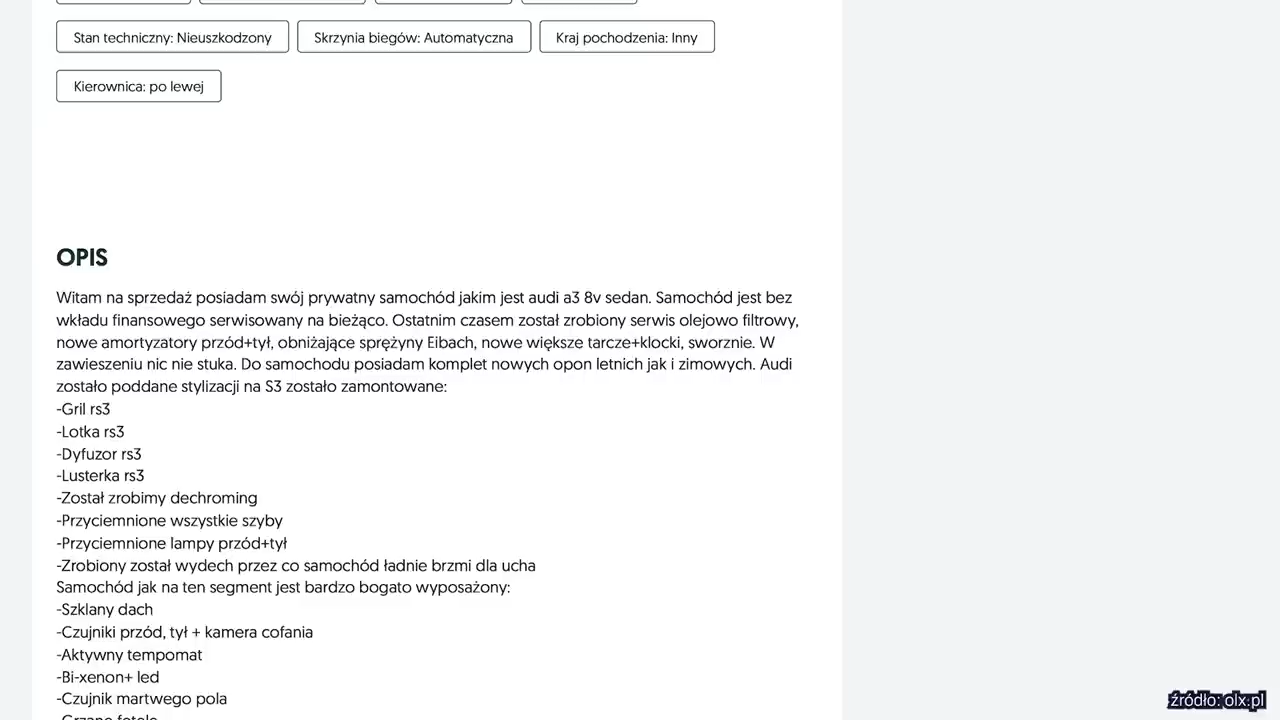 Stan techniczny: Nieuszkodzony
Skrzynia biegów: Automatyczna
Kraj pochodzenia: Inny
Kierownica: po lewej
OPIS
Witam na sprzedaż posiadam swój prywatny samochód jakim jest audi a3 8v sedan. Samochód jest bez
wkładu finansowego serwisowany na bieżąco. Ostatnim czasem został zrobiony serwis olejowo filtrowy,
nowe amortyzatory przód+tył, obniżające sprężyny Eibach, nowe większe tarcze+klocki, sworznie. W
zawieszeniu nic nie stuka. Do samochodu posiadam komplet nowych opon letnich jak i zimowych. Audi
zostało poddane stylizacji na S3 zostało zamontowane:
-Gril rs3
-Lotka rs3
-Dyfuzor rs3
-Lusterka rs3
-Został zrobimy dechroming
-Przyciemnione wszystkie szyby
-Przyciemnione lampy przód+tył
-Zrobiony został wydech przez co samochód ładnie brzmi dla ucha
Samochód jak na ten segment jest bardzo bogato wyposażony:
-Szklany dach
-Czujniki przód, tył + kamera cofania
-Aktywny tempomat
-Bi-xenon+ led
-Czujnik martwego pola
-Grzane fotele
źródło: olx.pl